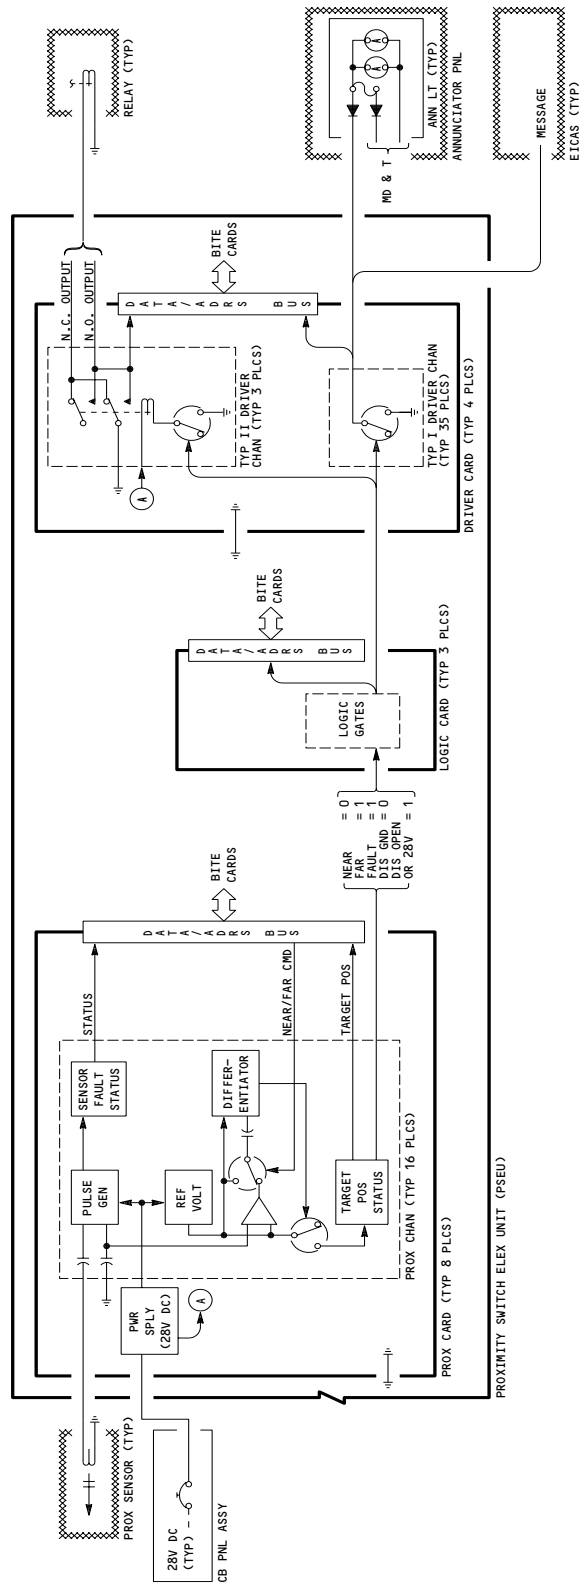 PROX SENSOR (TYP)
28V DC
(TYP)
CB PNL ASSY
PWR
SPLY
(28V DC)
A
PULSE
GEN
SENSOR
FAULT
STATUS
STATUS
REF
VOLT
DIFFER-
ENTIATOR
NEAR/FAR CMD
TARGET
POS
STATUS
TARGET POS
PROX CHAN (TYP 16 PLCS)
PROX CARD (TYP 8 PLCS)
PROXIMITY SWITCH ELEX UNIT (PSEU)
DATA/ADRS BUS
BITE
CARDS
NEAR = 0
FAR = 1
FAULT = 1
DIS GND = 0
DIS OPEN
OR 28V = 1
LOGIC
GATES
LOGIC CARD (TYP 3 PLCS)
DATA/ADRS BUS
BITE
CARDS
A
TYP II DRIVER
CHAN (TYP 3 PLCS)
TYP I DRIVER CHAN
(TYP 35 PLCS)
DRIVER CARD (TYP 4 PLCS)
DATA/ADRS BUS
BITE
CARDS
N.C. OUTPUT
N.O. OUTPUT
RELAY (TYP)
MD & T
A
A
ANN LT (TYP)
ANNUNCIATOR PNL
MESSAGE
EICAS (TYP)